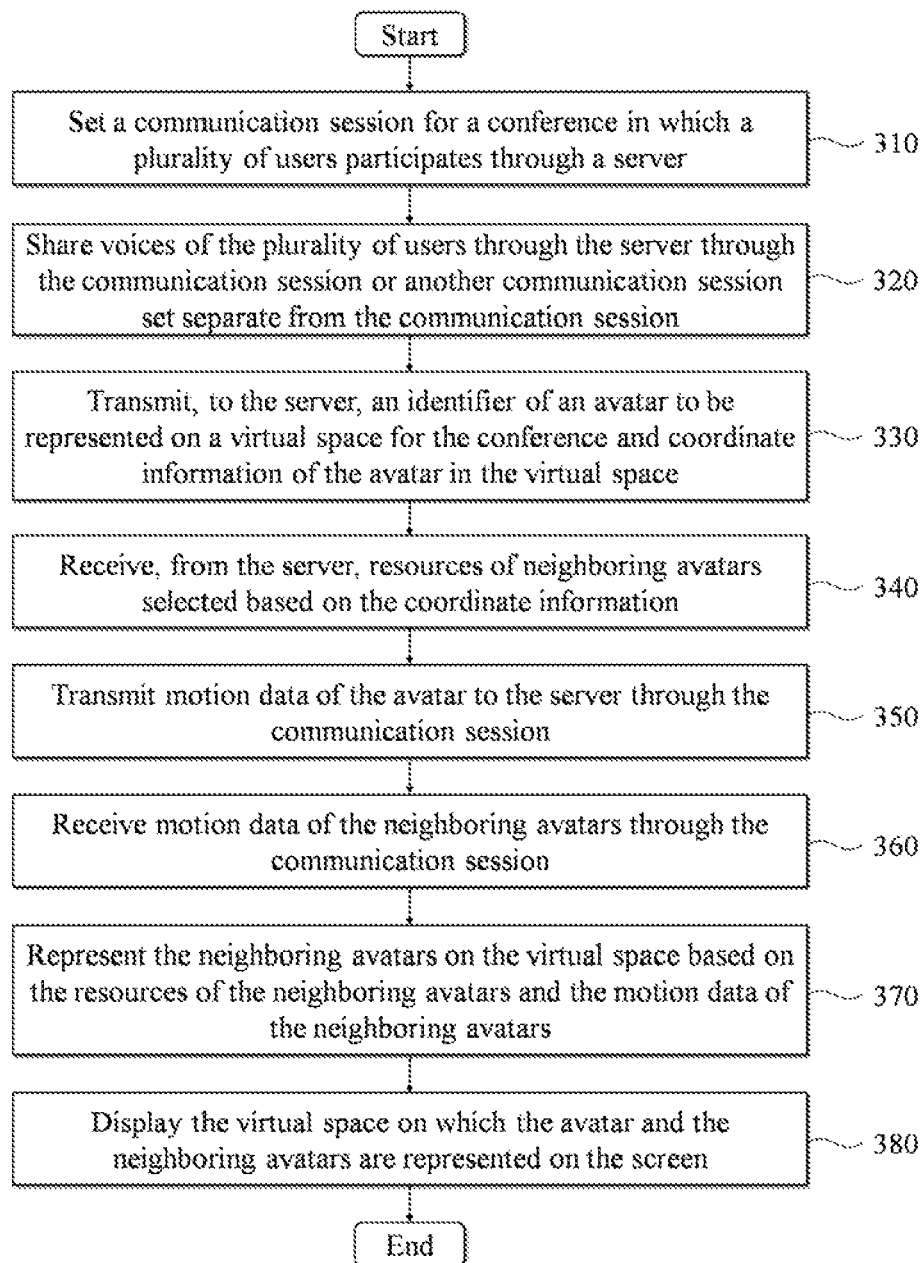 Start
Set a communication session for a conference in which a
plurality of users participates through a server
310
Share voices of the plurality of users through the server through
the communication session or another communication session
set separate from the communication session
320
Transmit, to the server, an identifier of an avatar to be
represented on a virtual space for the conference and coordinate
information of the avatar in the virtual space
330
Receive, from the server, resources of neighboring avatars
selected based on the coordinate information
340
Transmit motion data of the avatar to the server through the
communication session
350
Receive motion data of the neighboring avatars through the
communication session
360
Represent the neighboring avatars on the virtual space based on
the resources of the neighboring avatars and the motion data of
the neighboring avatars
370
Display the virtual space on which the avatar and the
neighboring avatars are represented on the screen
380
End